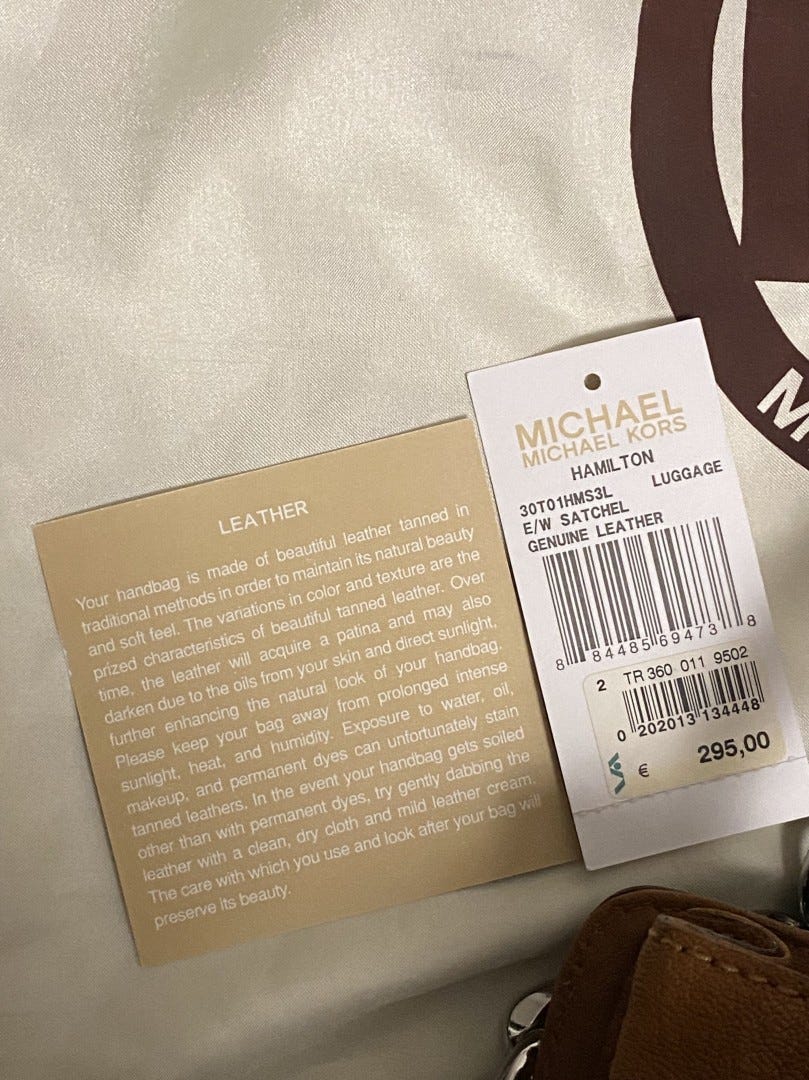 LEATHER
Your handbag is made of beautiful leather tanned in
traditional methods in order to maintain its natural beauty
and soft feel. The variations in color and texture are the
prized characteristics of beautiful tanned leather. Over
time, the leather will acquire a patina and may also
darken due to the oils from your skin and direct sunlight,
further enhancing the natural look of your handbag.
Please keep your bag away from prolonged intense
sunlight, heat, and humidity. Exposure to water, oil,
makeup, and permanent dyes can unfortunately stain
tanned leathers. In the event your handbag gets soiled
other than with permanent dyes, try gently dabbing the
leather with a clean, dry cloth and mild leather cream.
The care with which you use and look after your bag will
preserve its beauty.
MICHAEL
MICHAEL KORS
HAMILTON
30T01HMS3L LUGGAGE
E/W SATCHEL
GENUINE LEATHER
8 84485 69473 8
2 TR 360 011 9502
0 202013 134448
€ 295,00
M